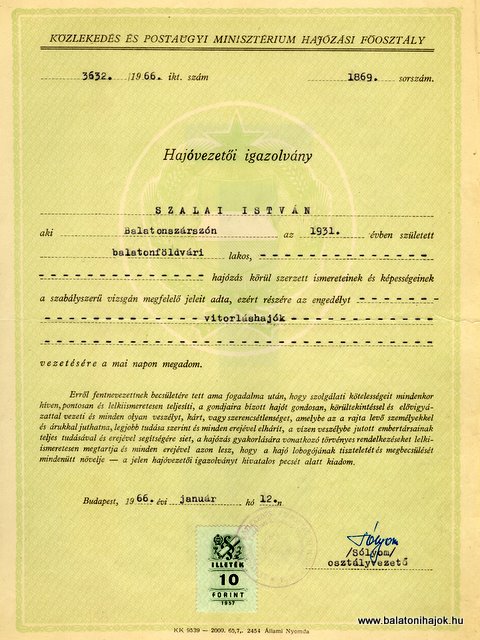 KÖZLEKEDÉS ÉS POSTAÜGYI MINISZTÉRIUM HAJÓZÁSI FŐOSZTÁLY
3632. /1966. ikt. szám 1869. sorszám.
Hajóvezetői igazolvány
SZALAI ISTVÁN
aki Balatonszárszón az 1931. évben született
balatonföldvári lakos,
hajózás körül szerzett ismereteinek és képességeinek
a szabályszerű vizsgán megfelelő jeleit adta, ezért részére az engedélyt
vitorláshajók
vezetésére a mai napon megadom.
Erről fentnevezettnek becsületére tett ama fogadalma után, hogy szolgálati kötelességeit mindenkor
híven, pontosan és lelkiismeretesen teljesíti, a gondjaira bízott hajót gondosan, körültekintéssel és elővigyá-
zattal vezeti és minden olyan veszélyt, kárt, vagy szerencsétlenséget, amelybe az a rajta levő személyekkel
és árukkal juthatna, legjobb tudása szerint és minden erejével elhárít, a vízen veszélybe jutott embertársainak
teljes tudásával és erejével segítségére siet, a hajózás gyakorlására vonatkozó törvényes rendelkezéseket lelki-
ismeretesen megtartja és minden erejével azon lesz, hogy a hajó lobogójának tiszteletét és megbecsülését
mindenütt növelje — a jelen hajóvezetői igazolványt hivatalos pecsét alatt kiadom.
Budapest, 1966. évi január hó 12.n
Sólyom
/Sólyom/
osztályvezető
ILLETÉK
10
FORINT
1957
KK 9539 — 2000. 65,7. 2454 Állami Nyomda
www.balatonihajok.hu